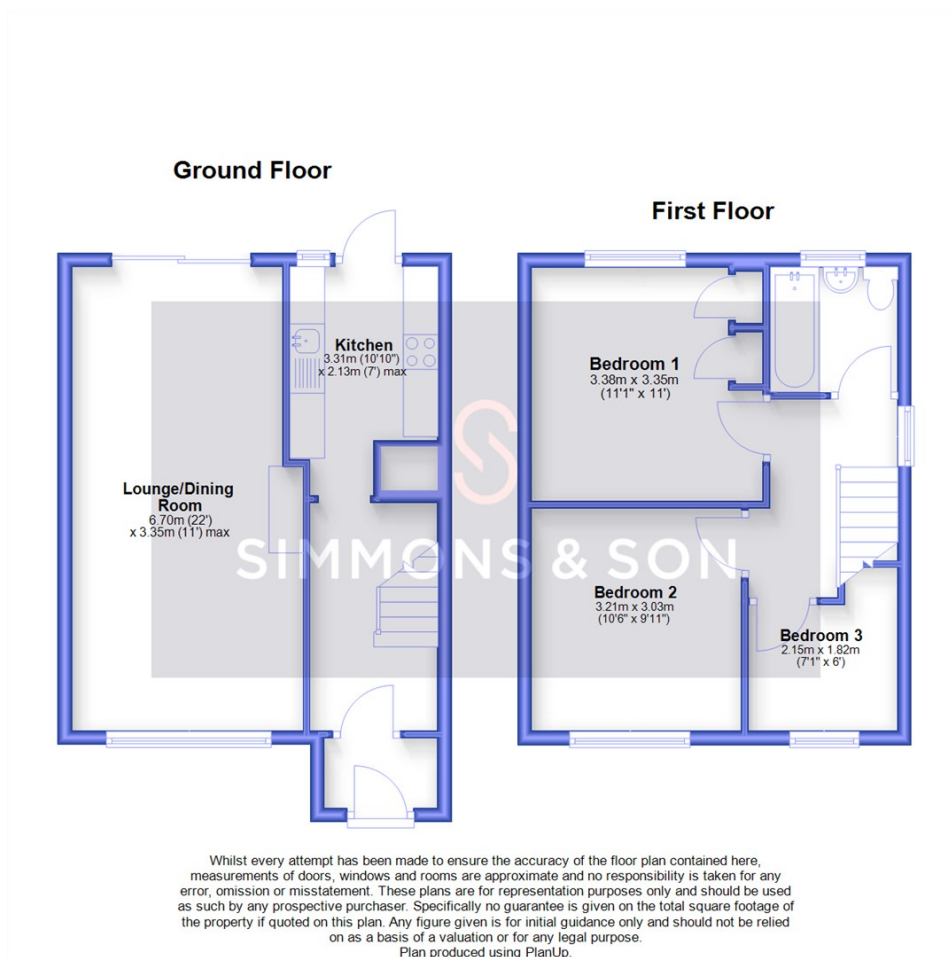 Ground Floor
First Floor
Kitchen
3.31m (10'10")
x 2.13m (7') max
Bedroom 1
3.38m x 3.35m
(11'1" x 11')
Lounge/Dining
Room
6.70m (22')
x 3.35m (11') max
SIMMONS & SON
Bedroom 2
3.21m x 3.03m
(10'6" x 9'11")
Bedroom 3
2.15m x 1.82m
(7'1" x 6')
Whilst every attempt has been made to ensure the accuracy of the floor plan contained here,
measurements of doors, windows and rooms are approximate and no responsibility is taken for any
error, omission or misstatement. These plans are for representation purposes only and should be used
as such by any prospective purchaser. Specifically no guarantee is given on the total square footage of
the property if quoted on this plan. Any figure given is for initial guidance only and should not be relied
on as a basis of a valuation or for any legal purpose.
Plan produced using PlanUp.